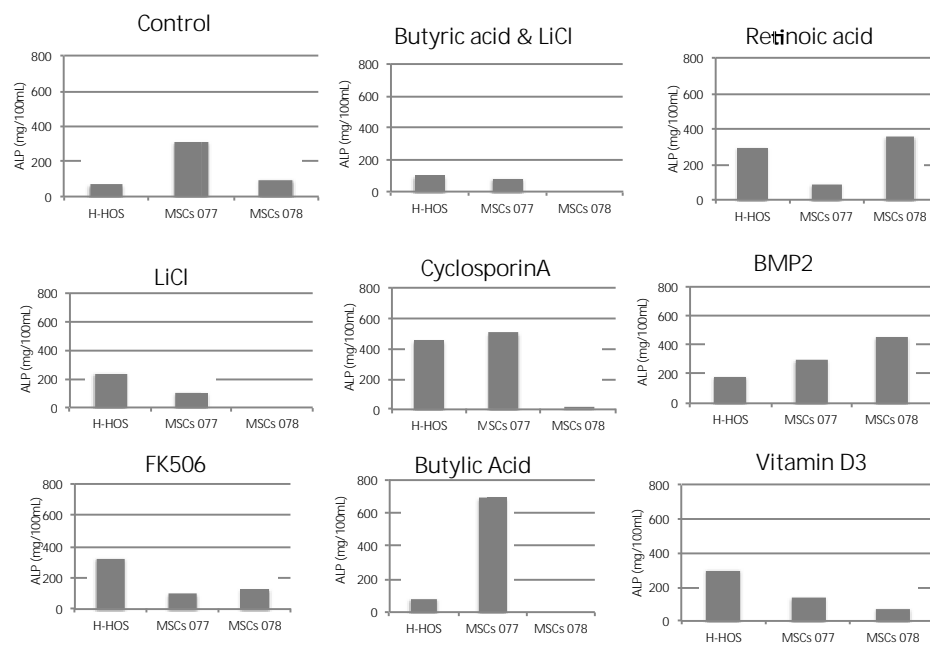 Control
800
600
400
200
0
ALP (mg/100mL)
H-HOS MSCs 077 MSCs 078
Butyric acid & LiCl
800
600
400
200
0
ALP (mg/100mL)
H-HOS MSCs 077 MSCs 078
Retinoic acid
800
600
400
200
0
ALP (mg/100mL)
H-HOS MSCs 077 MSCs 078
LiCl
800
600
400
200
0
ALP (mg/100mL)
H-HOS MSCs 077 MSCs 078
CyclosporinA
800
600
400
200
0
ALP (mg/100mL)
H-HOS MSCs 077 MSCs 078
BMP2
800
600
400
200
0
ALP (mg/100mL)
H-HOS MSCs 077 MSCs 078
FK506
800
600
400
200
0
ALP (mg/100mL)
H-HOS MSCs 077 MSCs 078
Butylic Acid
800
600
400
200
0
ALP (mg/100mL)
H-HOS MSCs 077 MSCs 078
Vitamin D3
800
600
400
200
0
ALP (mg/100mL)
H-HOS MSCs 077 MSCs 078